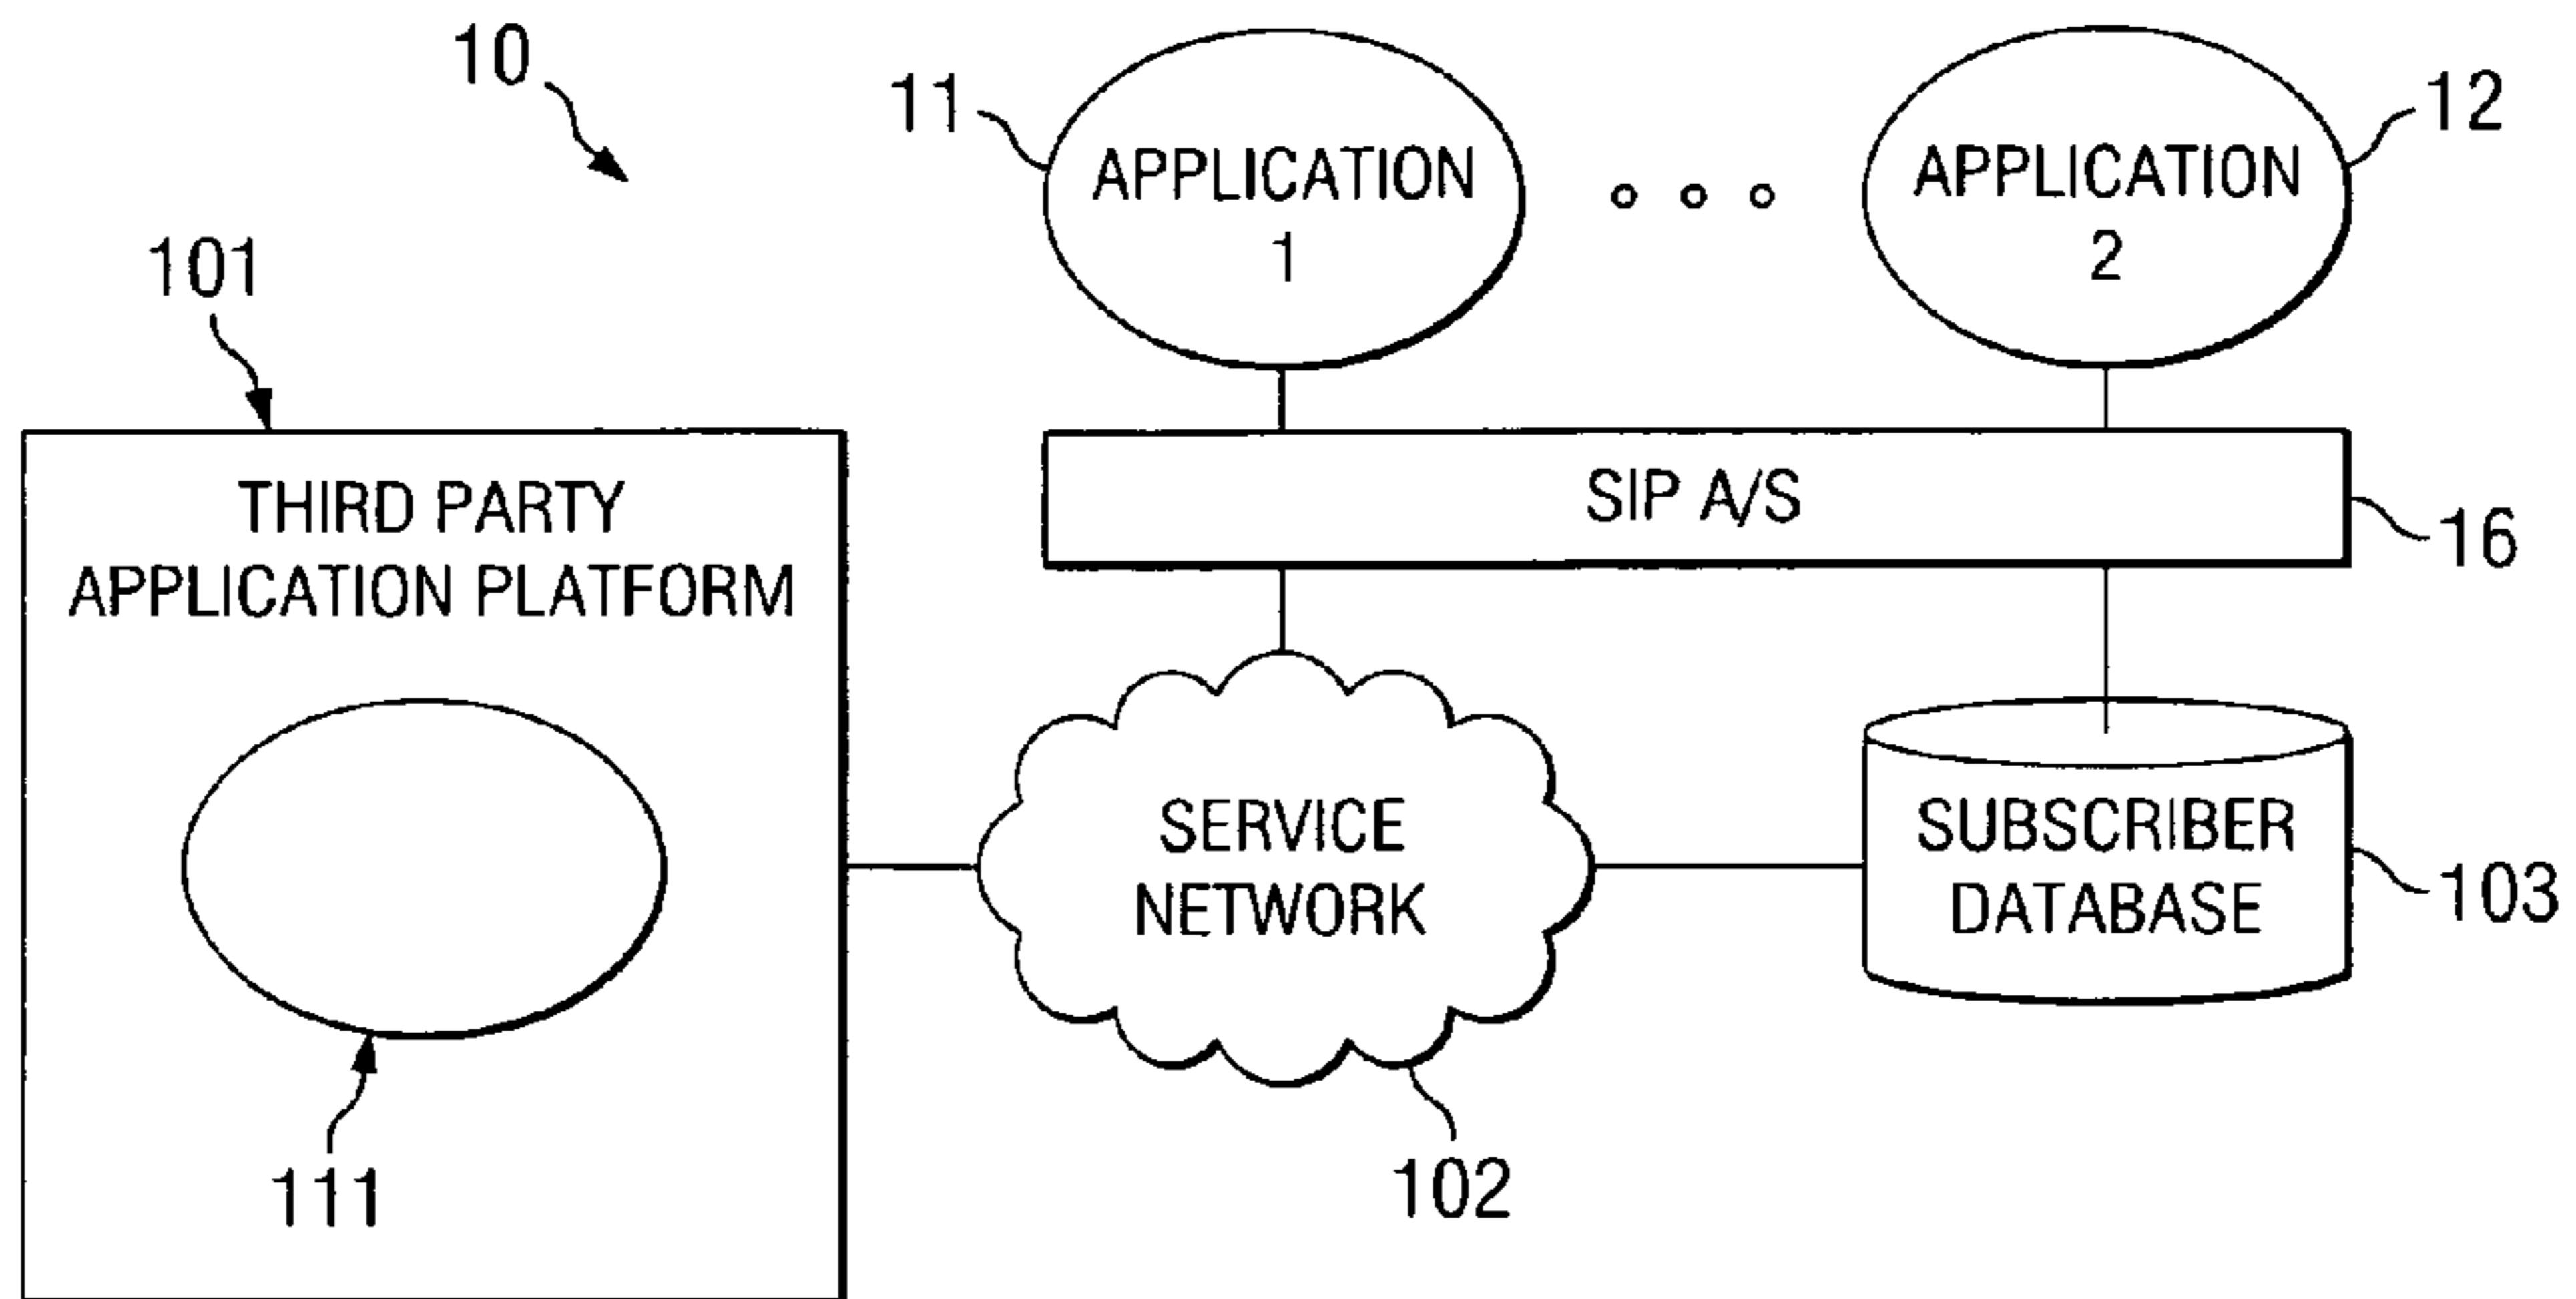 10
11
APPLICATION
1
APPLICATION
2
12
101
THIRD PARTY
APPLICATION PLATFORM
SIP A/S
16
SERVICE
NETWORK
SUBSCRIBER
DATABASE
103
111
102